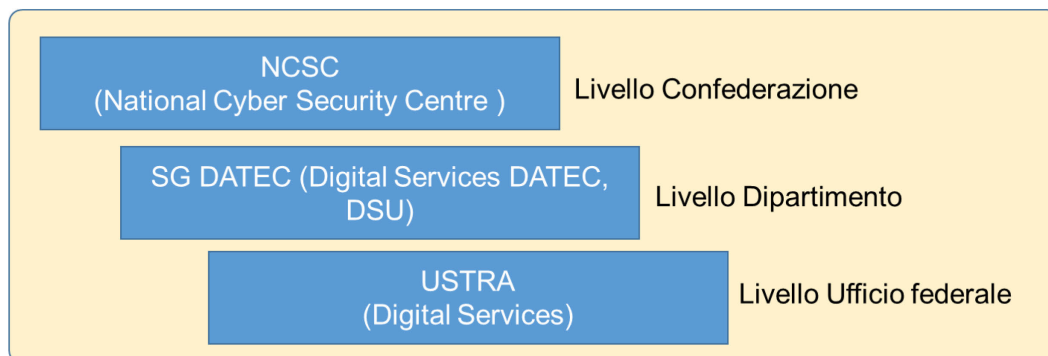 NCSC
(National Cyber Security Centre )
Livello Confederazione
SG DATEC (Digital Services DATEC,
DSU)
Livello Dipartimento
USTRA
(Digital Services)
Livello Ufficio federale